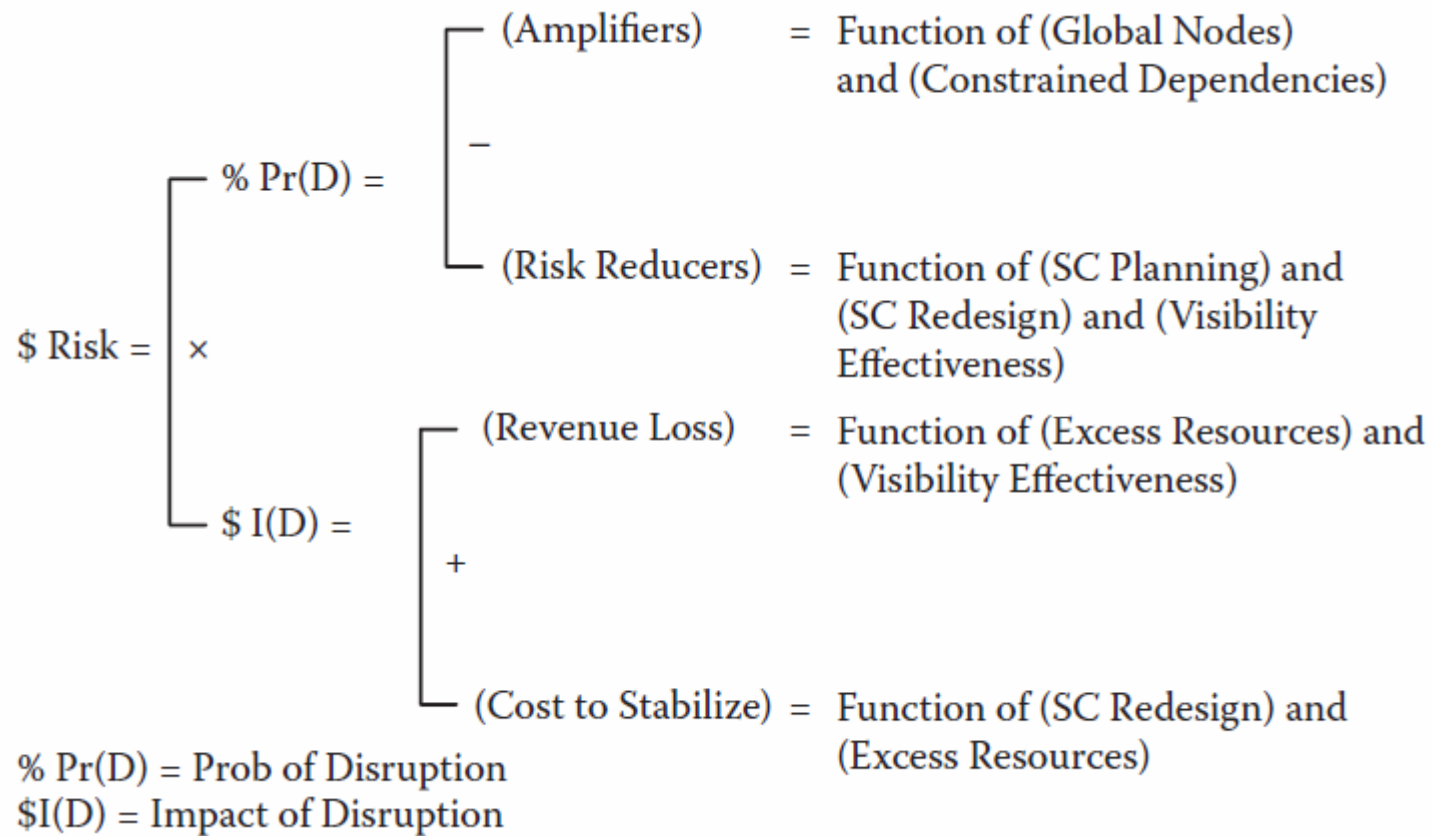 (Amplifiers) = Function of (Global Nodes)
and (Constrained Dependencies)
−
% Pr(D) =
(Risk Reducers) = Function of (SC Planning) and
(SC Redesign) and (Visibility
Effectiveness)
$ Risk = ×
(Revenue Loss) = Function of (Excess Resources) and
(Visibility Effectiveness)
$ I(D) =
+
(Cost to Stabilize) = Function of (SC Redesign) and
(Excess Resources)
% Pr(D) = Prob of Disruption
$I(D) = Impact of Disruption